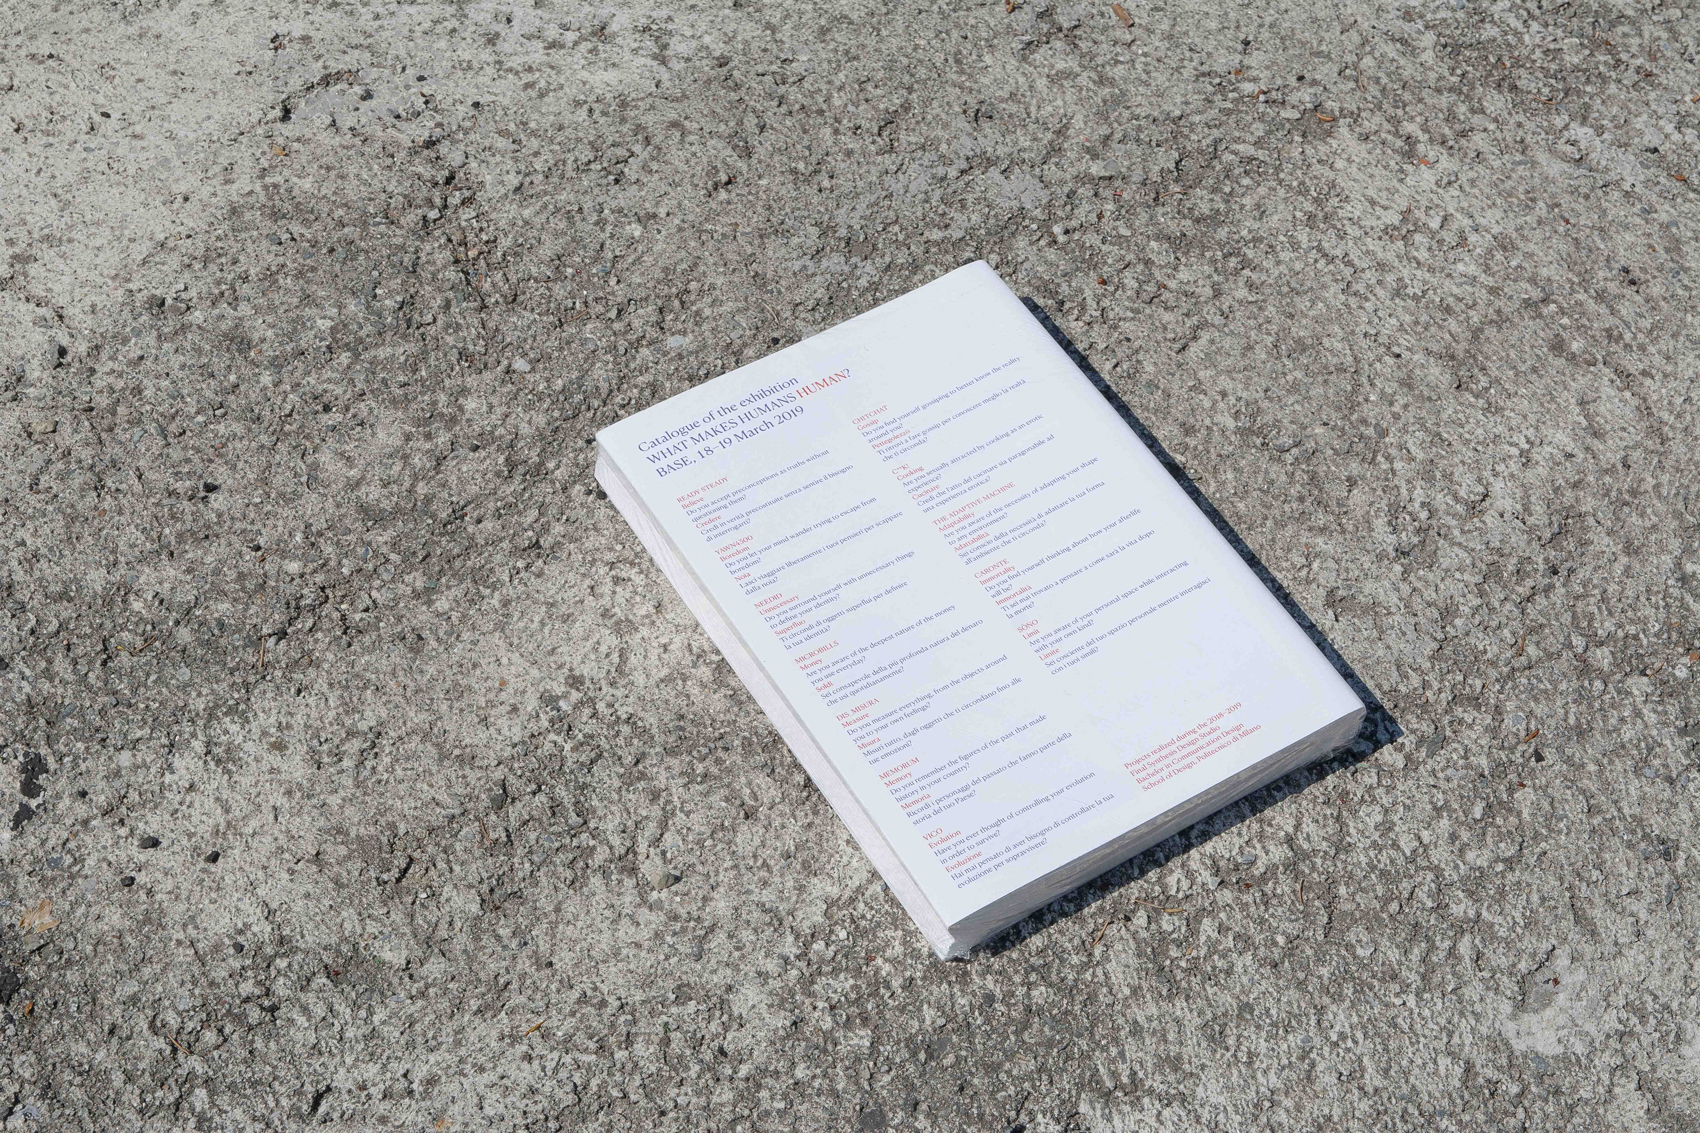 Catalogue of the exhibition
WHAT MAKES HUMANS HUMAN?
BASE, 18–19 March 2019
READY STEADY
Believe
Do you accept preconceptions as truths without
questioning them?
Credere
Credi in verità precostituite senza sentire il bisogno
di interrogarti?
YAWN2500
Boredom
Do you let your mind wander trying to escape from
boredom?
Noia
Lasci viaggiare liberamente i tuoi pensieri per scappare
dalla noia?
NEEDID
Unnecessary
Do you surround yourself with unnecessary things
to define your identity?
Superfluo
Ti circondi di oggetti superflui per definire
la tua identità?
MICROBILLS
Money
Are you aware of the deepest nature of the money
you use everyday?
Soldi
Sei consapevole della più profonda natura del denaro
che usi quotidianamente?
DIS_MISURA
Measure
Do you measure everything, from the objects around
you to your own feelings?
Misura
Misuri tutto, dagli oggetti che ti circondano fino alle
tue emozioni?
MEMORUM
Memory
Do you remember the figures of the past that made
history in your country?
Memoria
Ricordi i personaggi del passato che fanno parte della
storia del tuo Paese?
VICO
Evolution
Have you ever thought of controlling your evolution
in order to survive?
Evoluzione
Hai mai pensato di aver bisogno di controllare la tua
evoluzione per sopravvivere?
CHITCHAT
Gossip
Do you find yourself gossiping to better know the reality
around you?
Pettegolezzo
Ti ritrovi a fare gossip per conoscere meglio la realtà
che ti circonda?
Cooking
Are you sexually attracted by cooking as an erotic
experience?
Cucinare
Credi che l'atto del cucinare sia paragonabile ad
una esperienza erotica?
THE ADAPTIVE MACHINE
Adaptability
Are you aware of the necessity of adapting your shape
to am environment?
Adattabilità
Sei conscio della necessità di adattare la tua forma
all'ambiente che ti circonda?
CARONTE
Immortality
Do you find yourself thinking about how your afterlife
will be?
Immortalità
Ti sei mai trovato a pensare a come sarà la vita dopo
la morte?
SÓNO
Limit
Are you aware of your personal space while interacting
with your own kind?
Limite
Sei cosciente del tuo spazio personale mentre interagisci
con i tuoi simili?
Projects realized during the 2018–2019
Final Synthesis Design Studio
Bachelor in Communication Design
School of Design, Politecnico di Milano